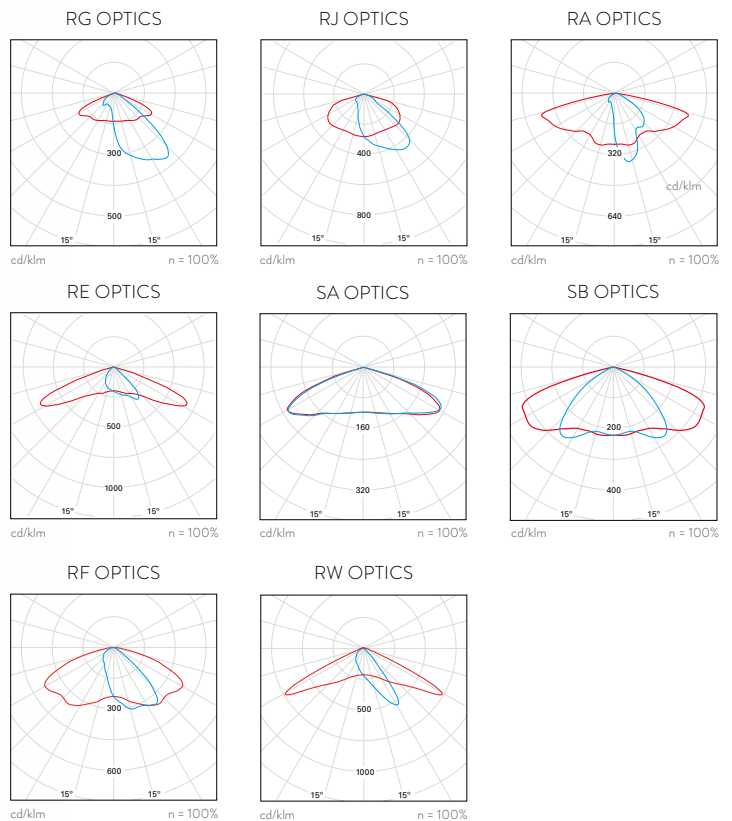 RG OPTICS
300
500
15° 15°
cd/klm n = 100%
RJ OPTICS
400
800
15° 15°
cd/klm n = 100%
RA OPTICS
320
cd/klm
640
15° 15°
cd/klm n = 100%
RE OPTICS
500
1000
15° 15°
cd/klm n = 100%
SA OPTICS
160
320
15° 15°
cd/klm n = 100%
SB OPTICS
200
400
15° 15°
cd/klm n = 100%
RF OPTICS
300
600
15° 15°
cd/klm n = 100%
RW OPTICS
500
1000
15° 15°
cd/klm n = 100%